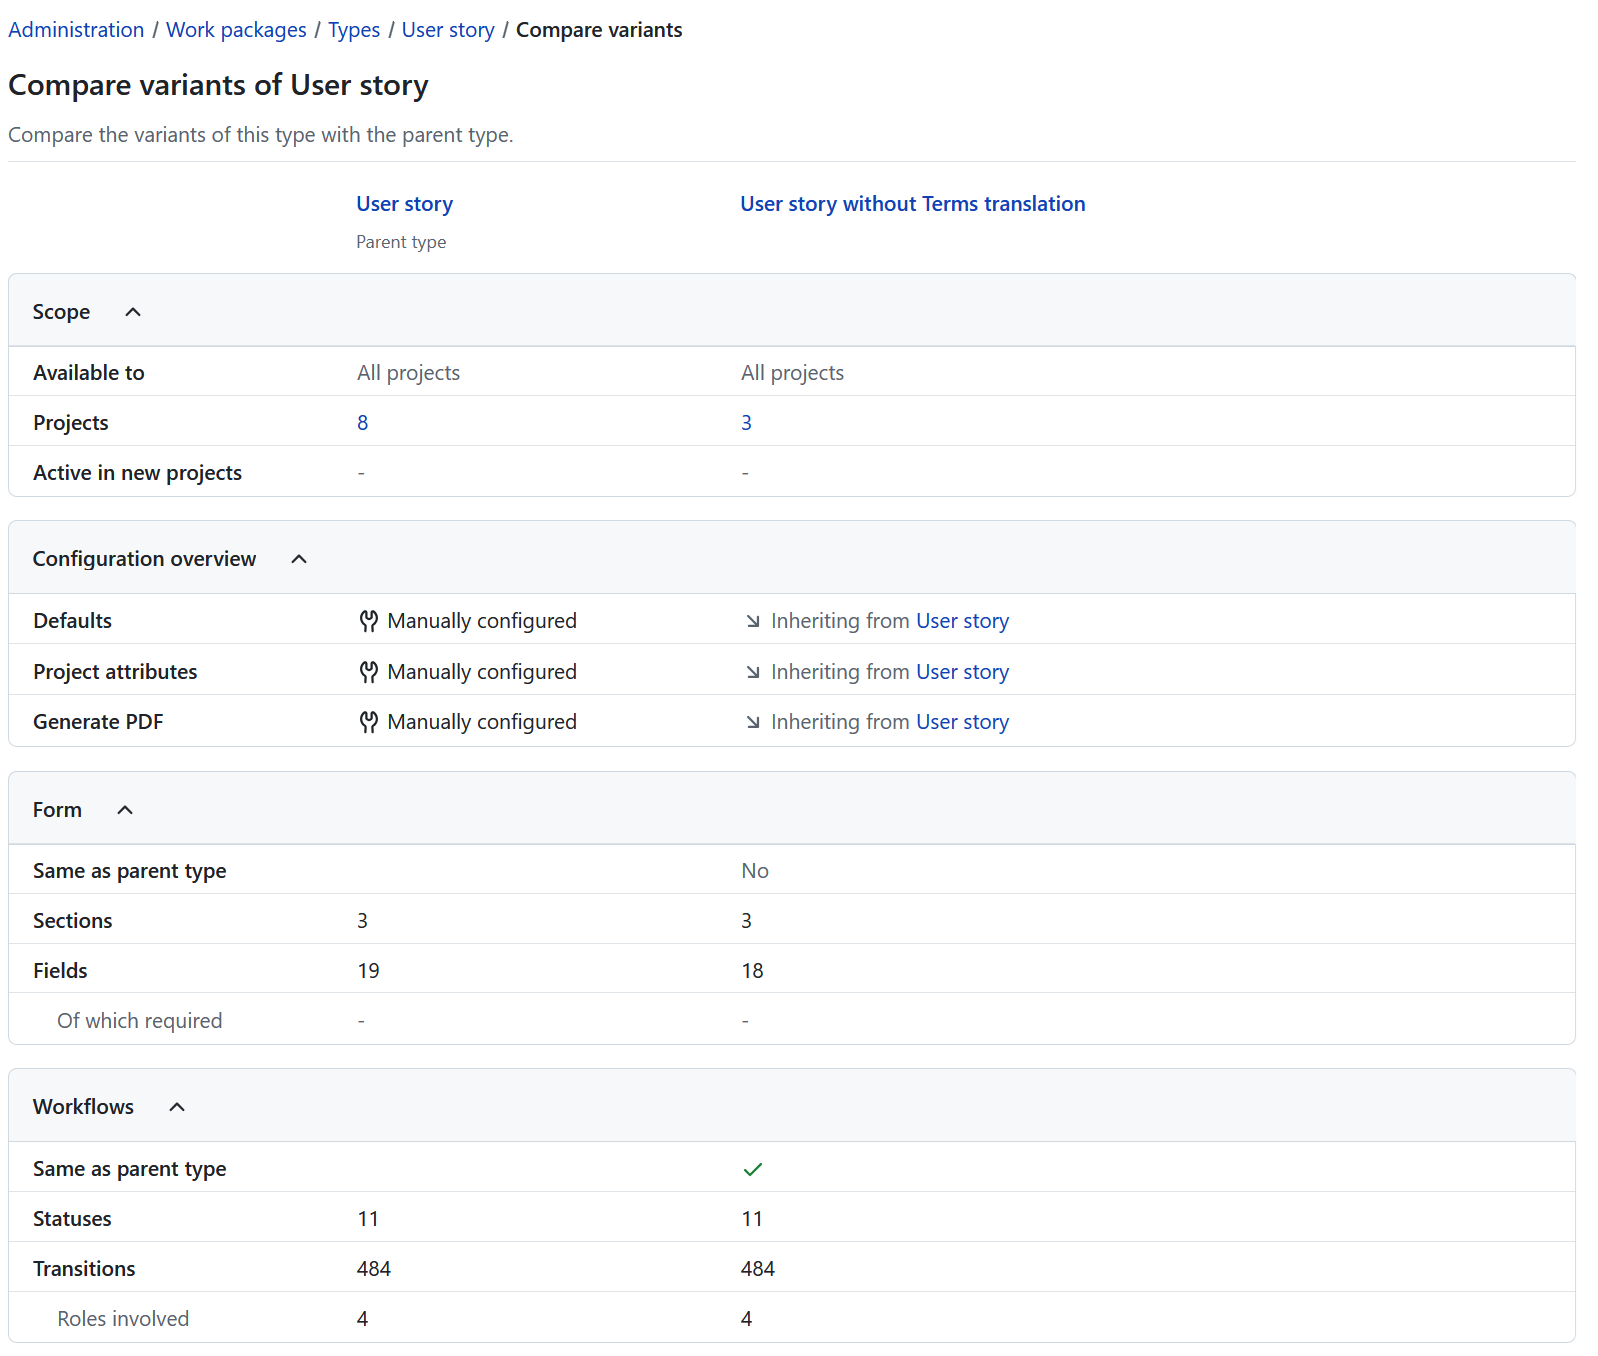 Administration / Work packages / Types / User story / Compare variants
Compare variants of User story
Compare the variants of this type with the parent type.
User story User story without Terms translation
Parent type
Scope
Available to All projects All projects
Projects 8 3
Active in new projects - -
Configuration overview
Defaults Manually configured Inheriting from User story
Project attributes Manually configured Inheriting from User story
Generate PDF Manually configured Inheriting from User story
Form
Same as parent type No
Sections 3 3
Fields 19 18
Of which required - -
Workflows
Same as parent type
Statuses 11 11
Transitions 484 484
Roles involved 4 4